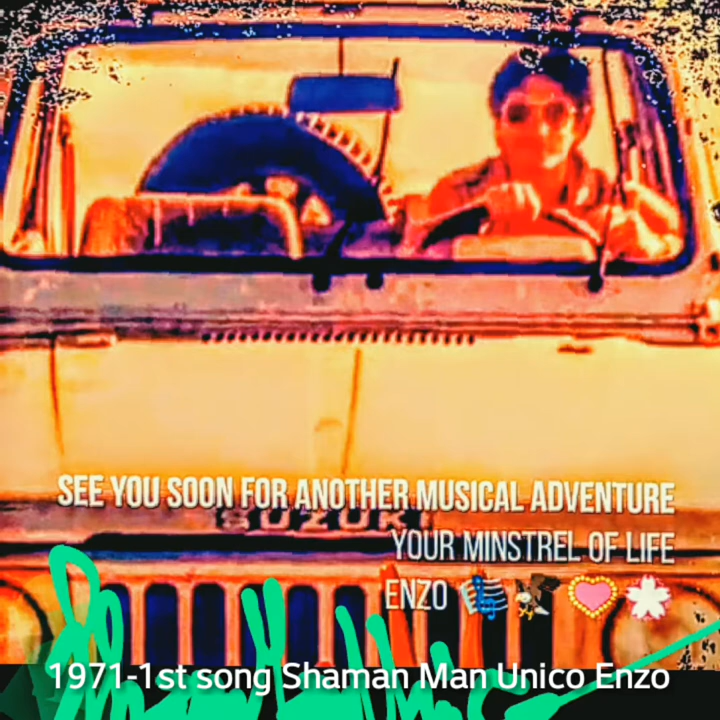 SEE YOU SOON FOR ANOTHER MUSICAL ADVENTURE
SUZUKI
YOUR MINSTREL OF LIFE
ENZO 🎼🦅💟🌸
1971-1st song Shaman Man Unico Enzo